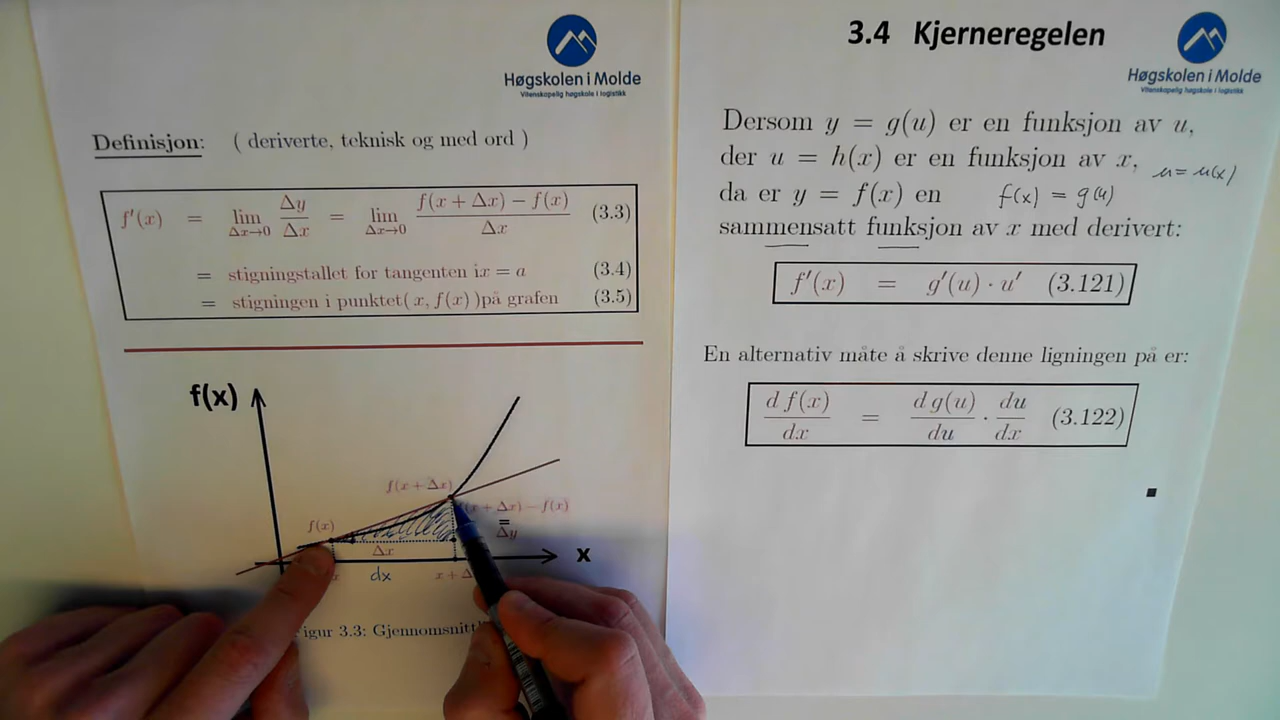 Høgskolen i Molde
Vitenskapelig høgskole i logistikk
Definisjon: ( deriverte, teknisk og med ord )
f'(x) = lim Δx→0 Δy/Δx = lim Δx→0 f(x + Δx) − f(x)/Δx (3.3)
= stigningstallet for tangenten i x = a (3.4)
= stigningen i punktet( x, f(x) )på grafen (3.5)
f(x)
f(x + Δx)
(x + Δx) − f(x)
=
Δy
f(x)
Δx
x
dx
x + Δ
igur 3.3:
3.4 Kjerneregelen
Høgskolen i Molde
Vitenskapelig høgskole i logistikk
Dersom y = g(u) er en funksjon av u,
der u = h(x) er en funksjon av x, u = u(x)
da er y = f(x) en f(x) = g(u)
sammensatt funksjon av x med derivert:
f'(x) = g'(u) · u' (3.121)
En alternativ måte å skrive denne ligningen på er:
d f(x)/dx = d g(u)/du · du/dx (3.122)